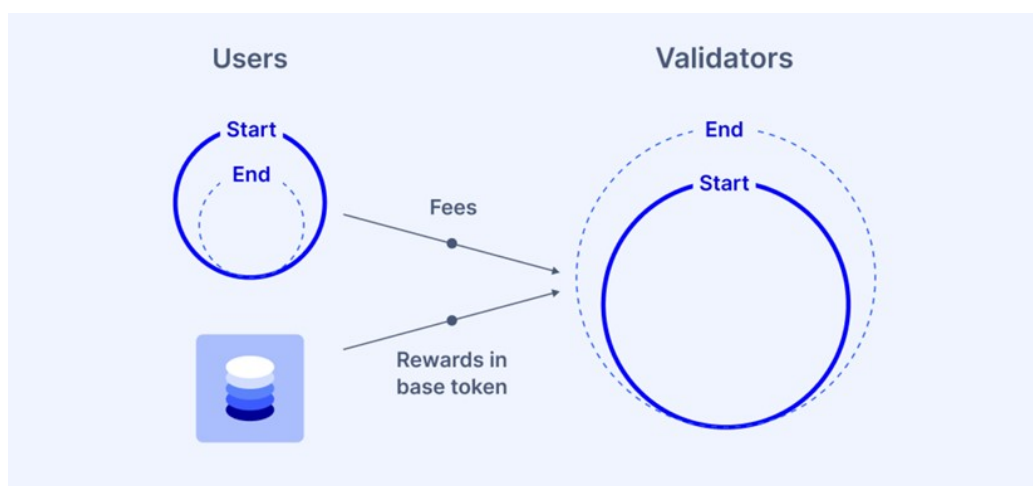 Users
Validators
Start
End
End
Start
Fees
Rewards in
base token